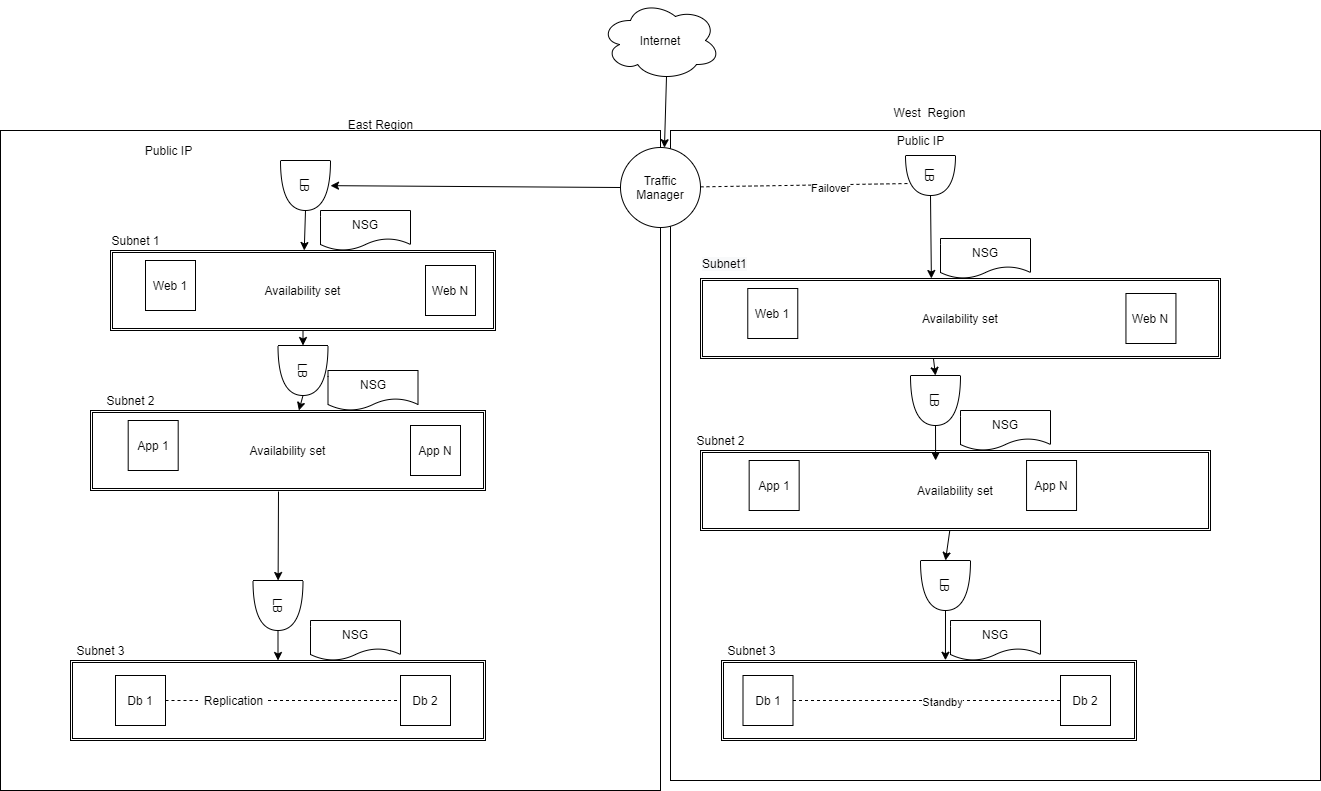 Internet
East Region
West  Region
Public IP
Public IP
LB
Traffic
Manager
Failover
LB
NSG
Subnet 1
Web 1
Availability set
Web N
NSG
Subnet1
Web 1
Availability set
Web N
LB
NSG
Subnet 2
App 1
Availability set
App N
LB
NSG
Subnet 2
App 1
Availability set
App N
LB
NSG
Subnet 3
Db 1
Replication
Db 2
LB
NSG
Subnet 3
Db 1
Standby
Db 2